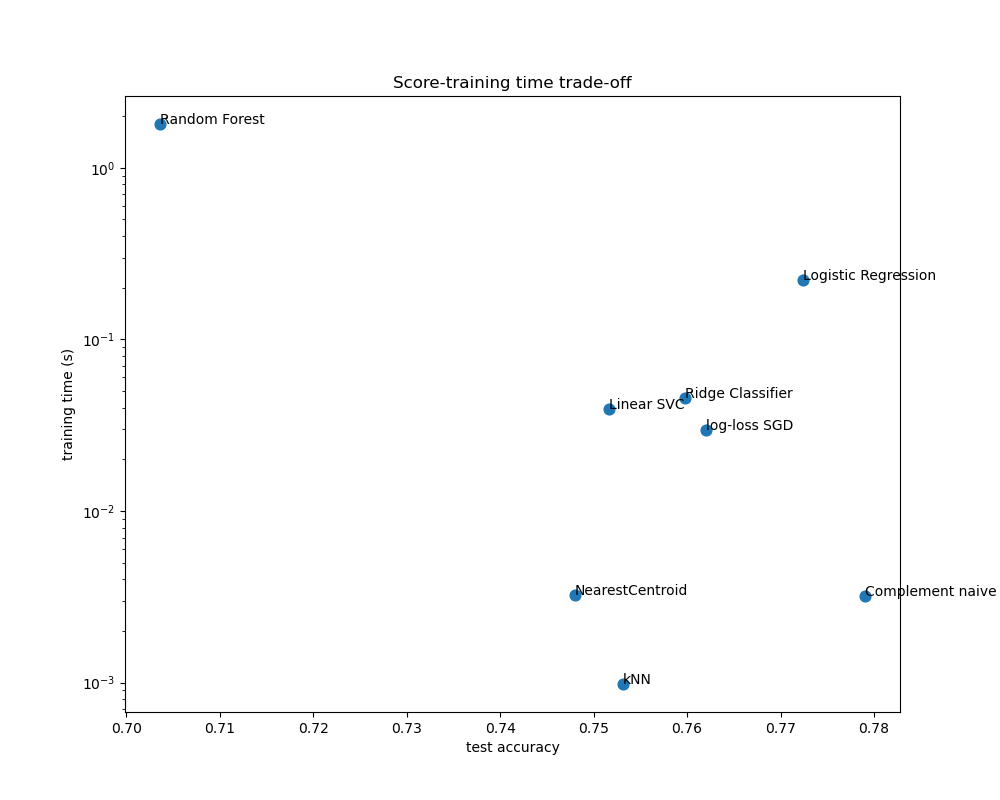 Score-training time trade-off
Random Forest
Logistic Regression
Ridge Classifier
Linear SVC
log-loss SGD
NearestCentroid
Complement naive
kNN
10⁰
10⁻¹
10⁻²
10⁻³
training time (s)
0.70 0.71 0.72 0.73 0.74 0.75 0.76 0.77 0.78
test accuracy